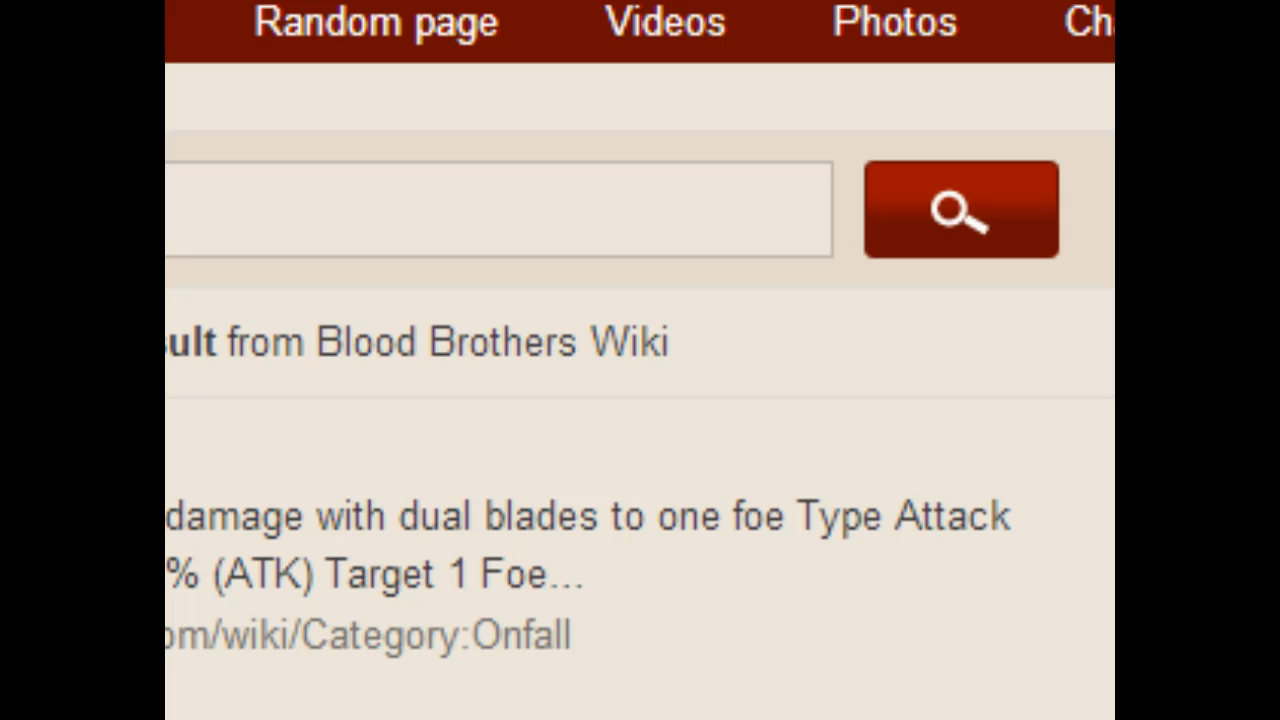 Random page Videos Photos
ult from Blood Brothers Wiki
damage with dual blades to one foe Type Attack
% (ATK) Target 1 Foe...
om/wiki/Category:Onfall